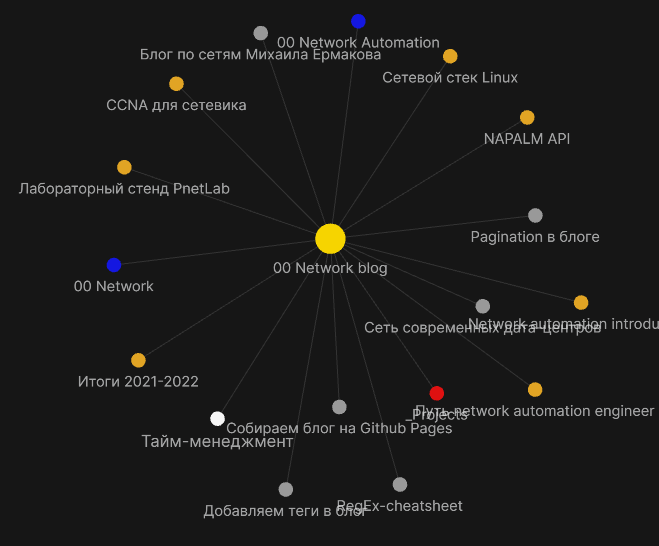 00 Network Automation
Блог по сетям Михаила Ермакова
Сетевой стек Linux
CCNA для сетевика
NAPALM API
Лабораторный стенд PnetLab
Pagination в блоге
00 Network blog
00 Network
Network automation introdu
Сеть современных дата-центров
Итоги 2021-2022
Путь network automation engineer
_Projects
Собираем блог на Github Pages
Тайм-менеджмент
RegEx-cheatsheet
Добавляем теги в блог